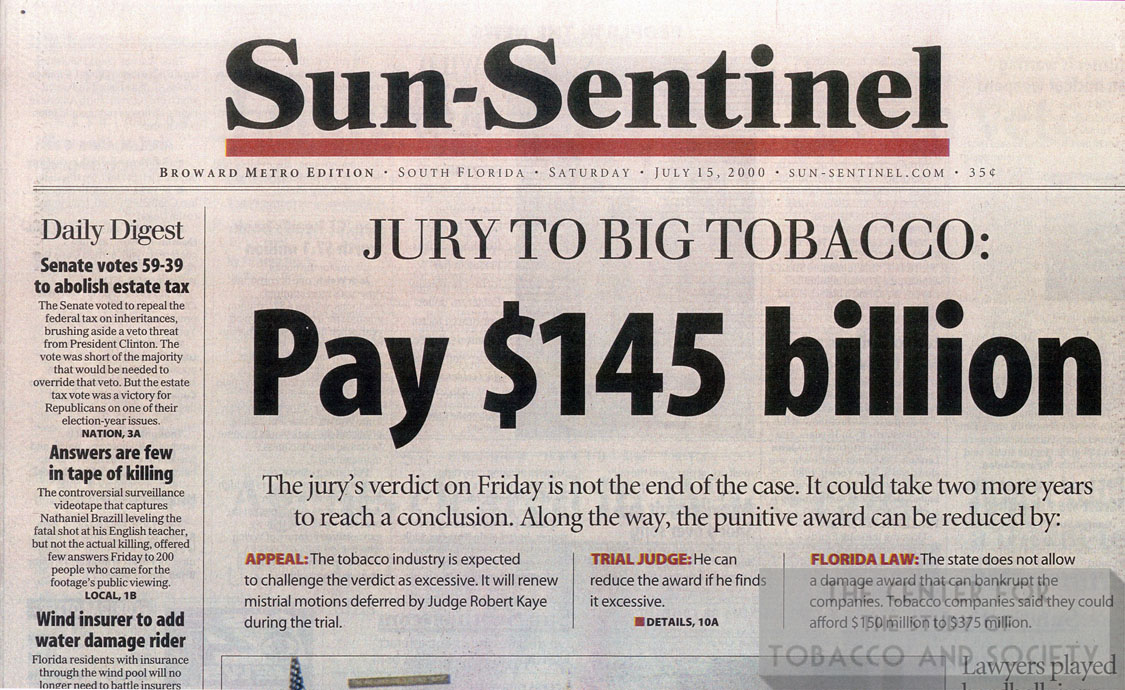 Sun-Sentinel
BROWARD METRO EDITION • SOUTH FLORIDA • SATURDAY • JULY 15, 2000 • SUN-SENTINEL.COM • 35¢
Daily Digest
Senate votes 59-39
to abolish estate tax
The Senate voted to repeal the
federal tax on inheritances,
brushing aside a veto threat
from President Clinton. The
vote was short of the majority
that would be needed to
override that veto. But the estate
tax vote was a victory for
Republicans on one of their
election-year issues.
NATION, 3A
Answers are few
in tape of killing
The controversial surveillance
videotape that captures
Nathaniel Brazill leveling the
fatal shot at his English teacher,
but not the actual killing, offered
few answers Friday to 200
people who came for the
footage's public viewing.
LOCAL, 1B
Wind insurer to add
water damage rider
Florida residents with insurance
through the wind pool will no
longer need to battle insurers
JURY TO BIG TOBACCO:
Pay $145 billion
The jury's verdict on Friday is not the end of the case. It could take two more years
to reach a conclusion. Along the way, the punitive award can be reduced by:
APPEAL: The tobacco industry is expected
to challenge the verdict as excessive. It will renew
mistrial motions deferred by Judge Robert Kaye
during the trial.
TRIAL JUDGE: He can
reduce the award if he finds
it excessive.
DETAILS, 10A
FLORIDA LAW: The state does not allow
a damage award that can bankrupt the
companies. Tobacco companies said they could
afford $150 million to $375 million.
THE CENTER FOR
THE STUDY OF
TOBACCO AND SOCIETY
Lawyers played